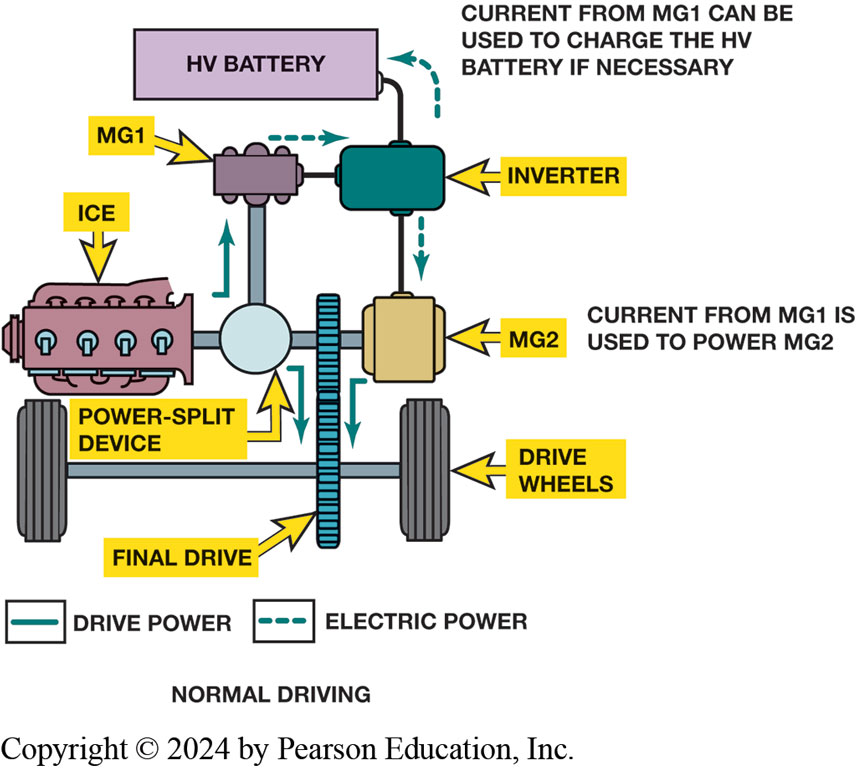 CURRENT FROM MG1 CAN BE
USED TO CHARGE THE HV
BATTERY IF NECESSARY
HV BATTERY
MG1
INVERTER
ICE
CURRENT FROM MG1 IS
USED TO POWER MG2
MG2
POWER-SPLIT
DEVICE
DRIVE
WHEELS
FINAL DRIVE
DRIVE POWER
ELECTRIC POWER
NORMAL DRIVING
Copyright © 2024 by Pearson Education, Inc.